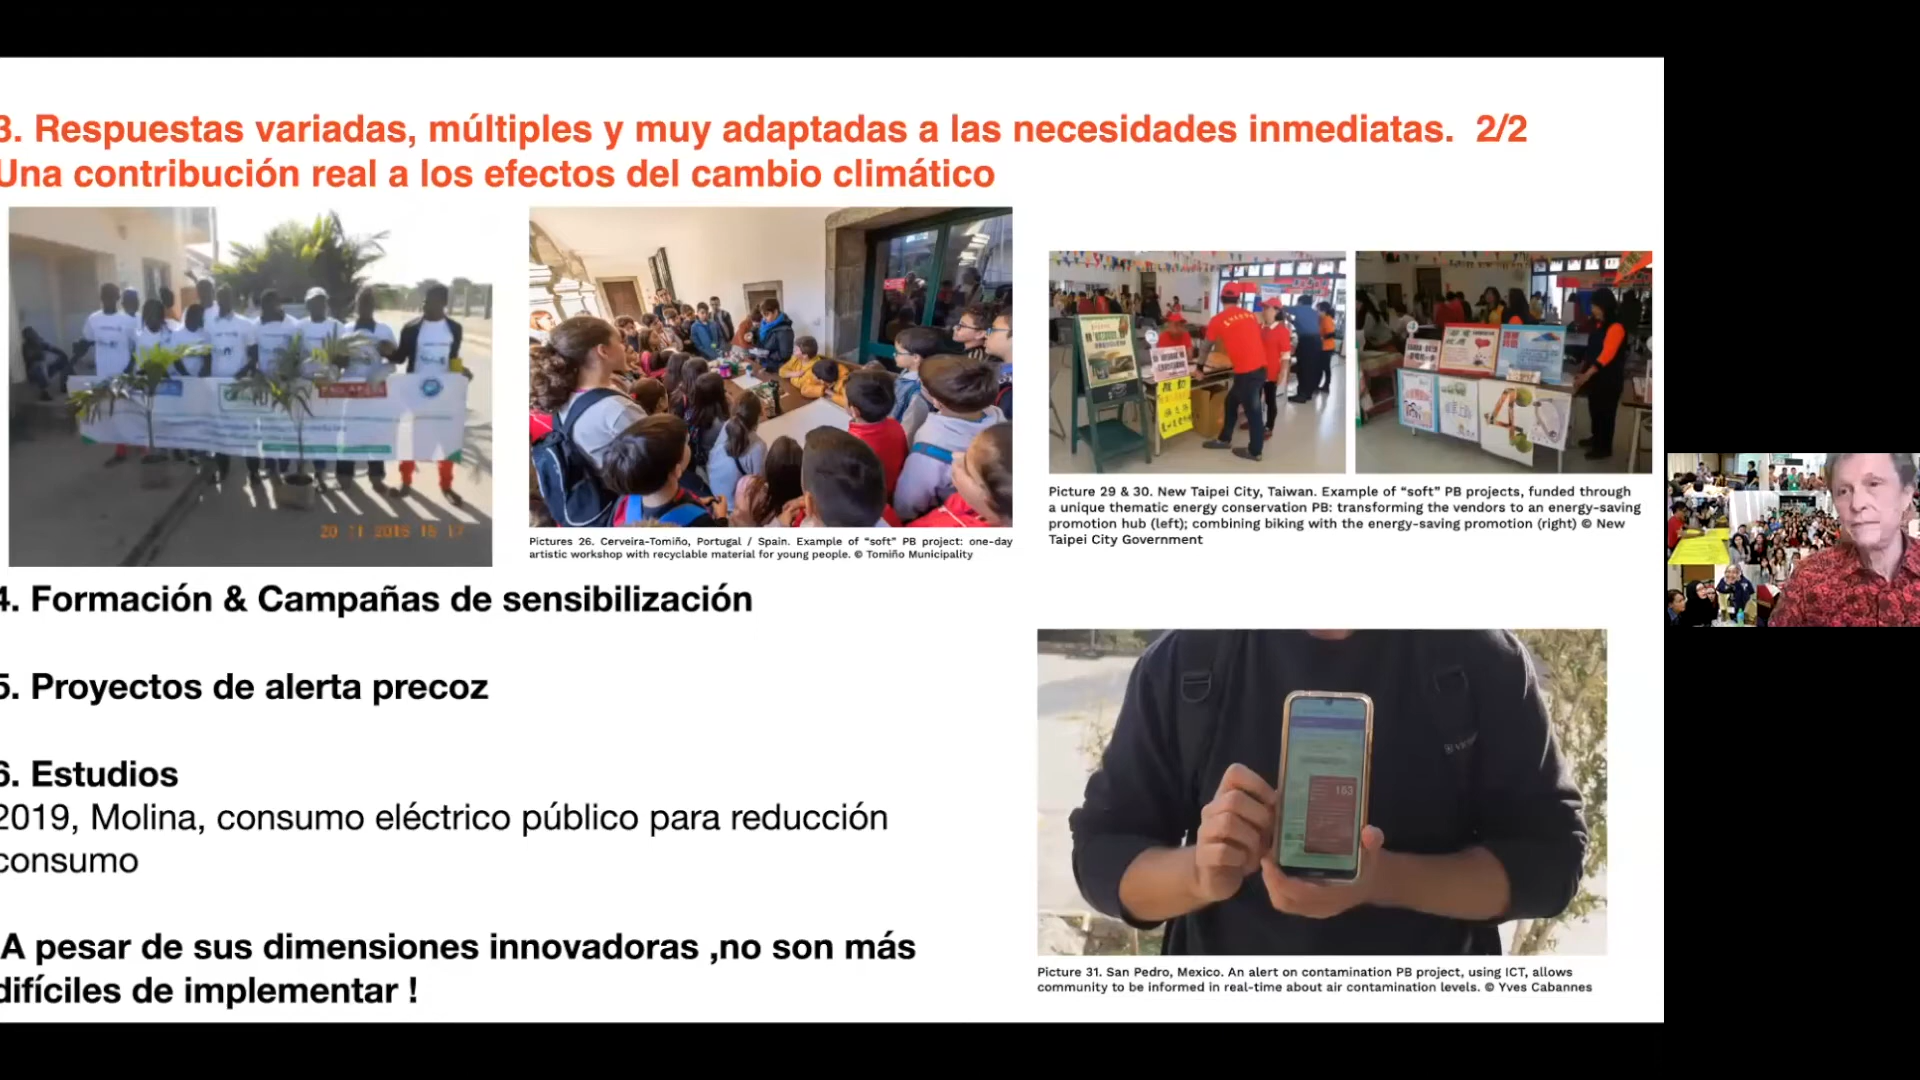 3. Respuestas variadas, múltiples y muy adaptadas a las necesidades inmediatas. 2/2
Una contribución real a los efectos del cambio climático
20 11 2016 16 17
Pictures 26. Cerveira-Tomiño, Portugal / Spain. Example of “soft” PB project: one-day
artistic workshop with recyclable material for young people. © Tomiño Municipality
Picture 29 & 30. New Taipei City, Taiwan. Example of “soft” PB projects, funded through
a unique thematic energy conservation PB: transforming the vendors to an energy-saving
promotion hub (left); combining biking with the energy-saving promotion (right) © New
Taipei City Government
4. Formación & Campañas de sensibilización
5. Proyectos de alerta precoz
6. Estudios
2019, Molina, consumo eléctrico público para reducción
consumo
A pesar de sus dimensiones innovadoras ,no son más
difíciles de implementar !
163
Picture 31. San Pedro, Mexico. An alert on contamination PB project, using ICT, allows
community to be informed in real-time about air contamination levels. © Yves Cabannes